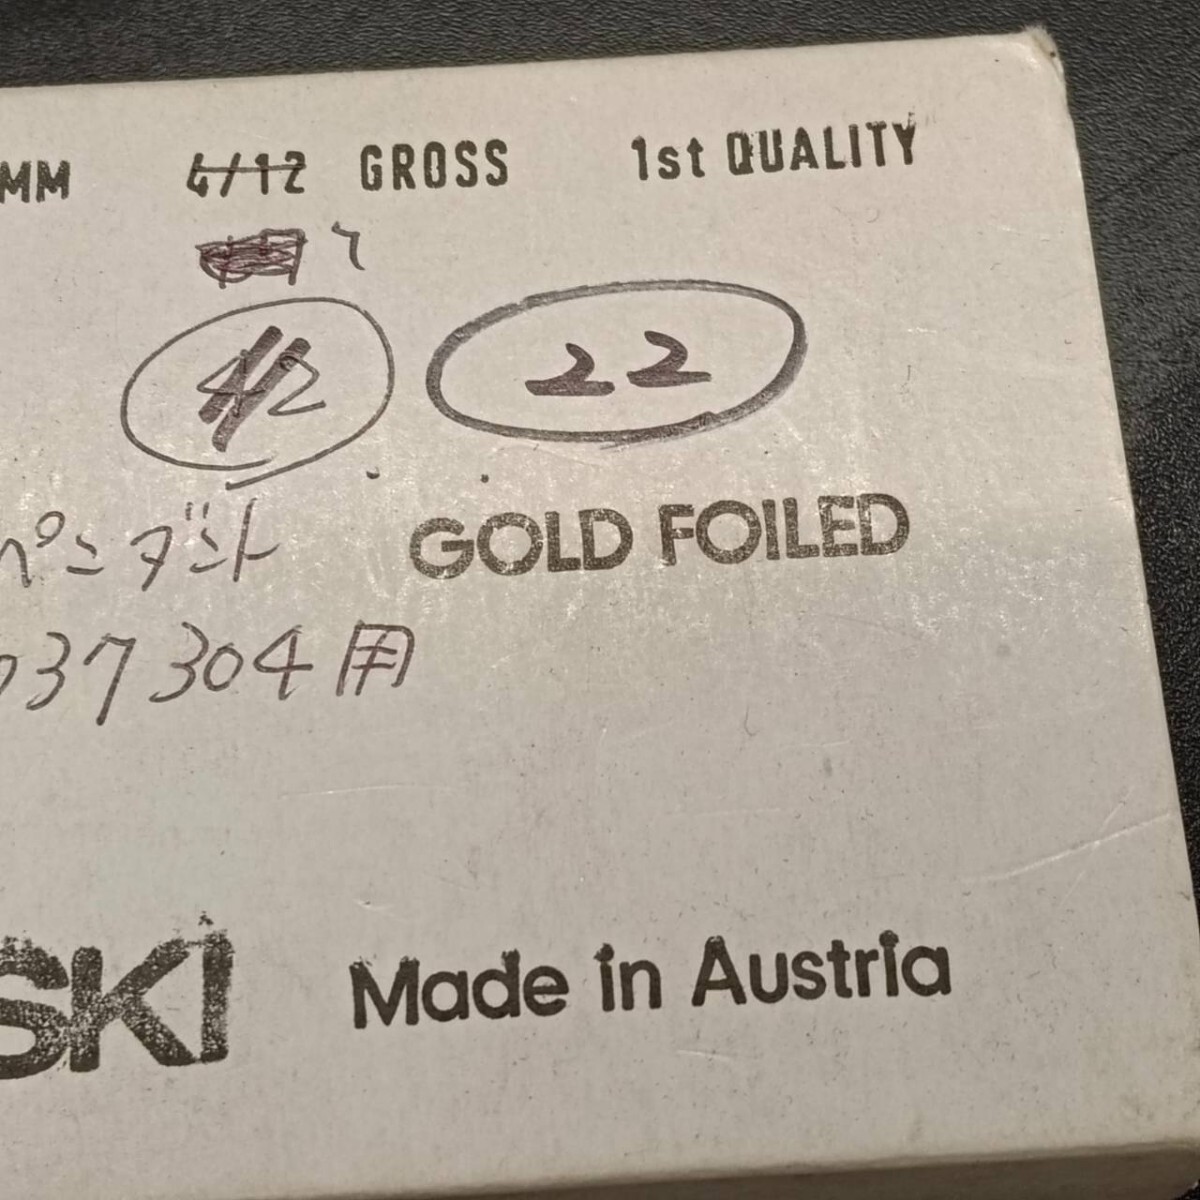 MM 4/12 GROSS 1st QUALITY
22
ペンダント GOLD FOILED
037304用
SKI Made in Austria